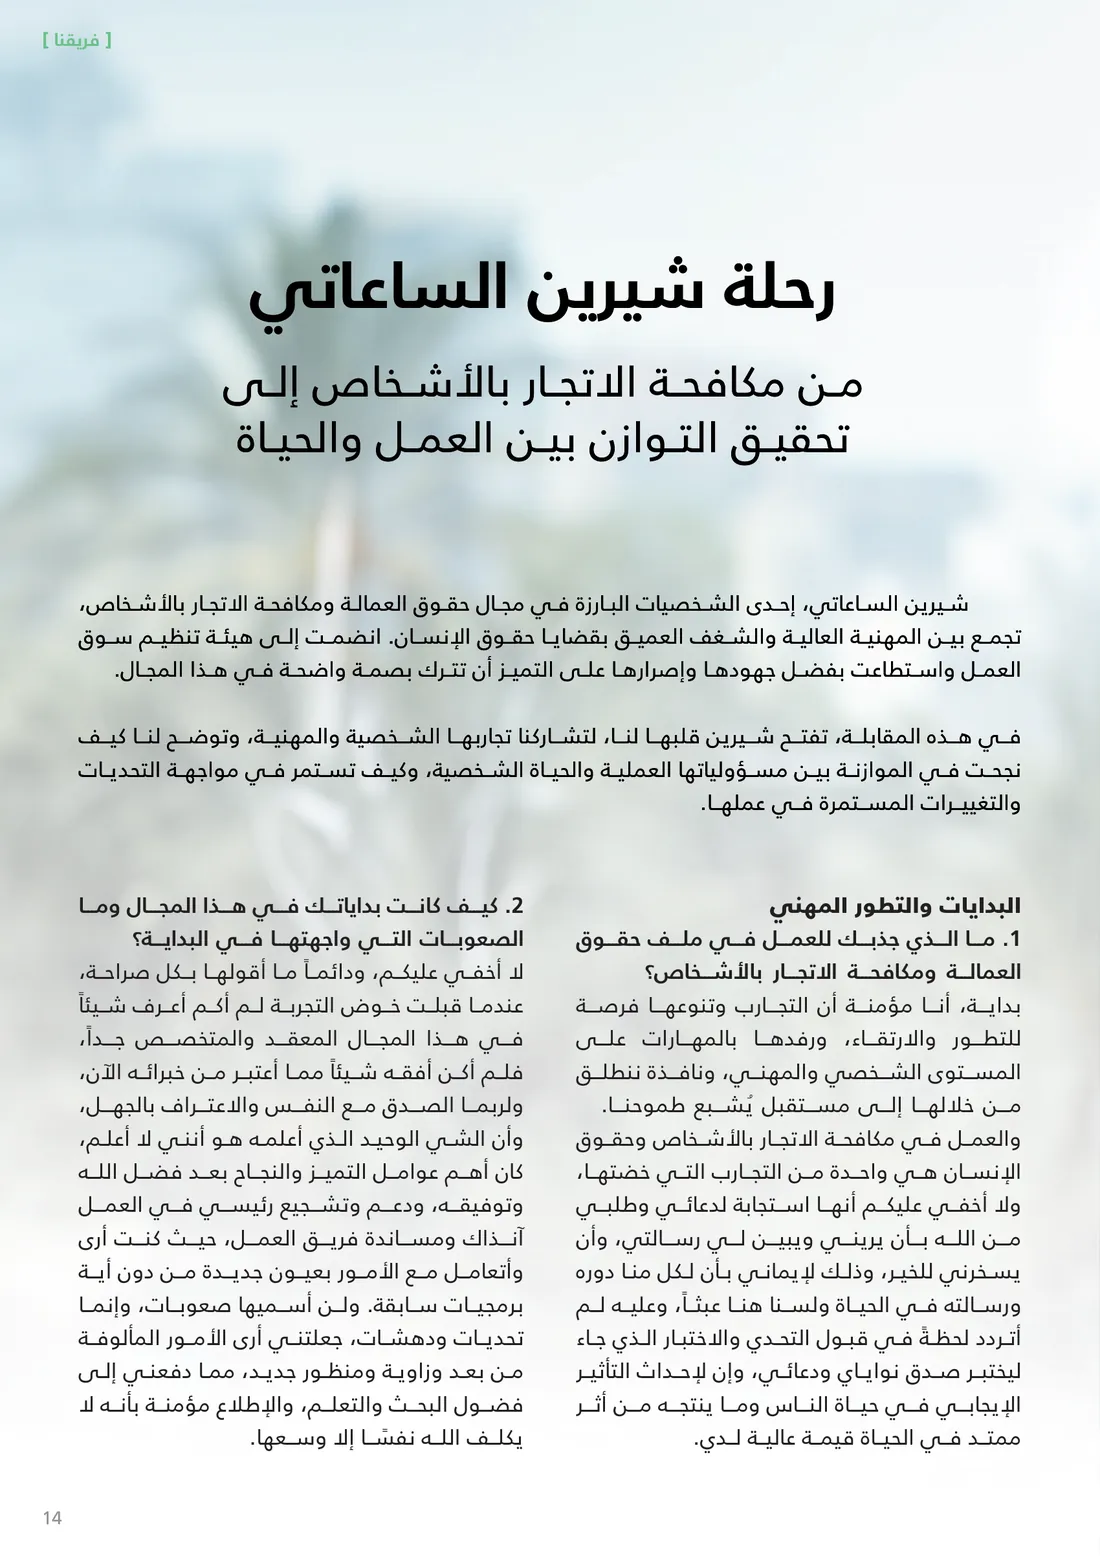 [ فريقنا ]
رحلة شيرين الساعاتي
من مكافحة الاتجار بالأشخاص إلى
تحقيق التوازن بين العمل والحياة
شيرين الساعاتي، إحدى الشخصيات البارزة في مجال حقوق العمالة ومكافحة الاتجار بالأشخاص،
تجمع بين المهنية العالية والشغف العميق بقضايا حقوق الإنسان. انضمت إلى هيئة تنظيم سوق
العمل واستطاعت بفضل جهودها وإصرارها على التميز أن تترك بصمة واضحة في هذا المجال.
في هذه المقابلة، تفتح شيرين قلبها لنا، لتشاركنا تجاربها الشخصية والمهنية، وتوضح لنا كيف
نجحت في الموازنة بين مسؤولياتها العملية والحياة الشخصية، وكيف تستمر في مواجهة التحديات
والتغييرات المستمرة في عملها.
البدايات والتطور المهني
1. ما الذي جذبك للعمل في ملف حقوق
العمالة ومكافحة الاتجار بالأشخاص؟
بداية، أنا مؤمنة أن التجارب وتنوعها فرصة
للتطور والارتقاء، ورفدها بالمهارات على
المستوى الشخصي والمهني، ونافذة ننطلق
من خلالها إلى مستقبل يُشبع طموحنا.
والعمل في مكافحة الاتجار بالأشخاص وحقوق
الإنسان هي واحدة من التجارب التي خضتها،
ولا أخفي عليكم أنها استجابة لدعائي وطلبي
من الله بأن يريني ويبين لي رسالتي، وأن
يسخرني للخير، وذلك لإيماني بأن لكل منا دوره
ورسالته في الحياة ولسنا هنا عبثاً، وعليه لم
أتردد لحظةً في قبول التحدي والاختبار الذي جاء
ليختبر صدق نواياي ودعائي، وإن لإحداث التأثير
الإيجابي في حياة الناس وما ينتجه من أثر
ممتد في الحياة قيمة عالية لدي.
2. كيف كانت بداياتك في هذا المجال وما
الصعوبات التي واجهتها في البداية؟
لا أخفي عليكم، ودائماً ما أقولها بكل صراحة،
عندما قبلت خوض التجربة لم أكم أعرف شيئاً
في هذا المجال المعقد والمتخصص جداً،
فلم أكن أفقه شيئاً مما أعتبر من خبرائه الآن،
ولربما الصدق مع النفس والاعتراف بالجهل،
وأن الشي الوحيد الذي أعلمه هو أنني لا أعلم،
كان أهم عوامل التميز والنجاح بعد فضل الله
وتوفيقه، ودعم وتشجيع رئيسي في العمل
آنذاك ومساندة فريق العمل، حيث كنت أرى
وأتعامل مع الأمور بعيون جديدة من دون أية
برمجيات سابقة. ولن أسميها صعوبات، وإنما
تحديات ودهشات، جعلتني أرى الأمور المألوفة
من بعد وزاوية ومنظور جديد، مما دفعني إلى
فضول البحث والتعلم، والإطلاع مؤمنة بأنه لا
يكلف الله نفسًا إلا وسعها.
14